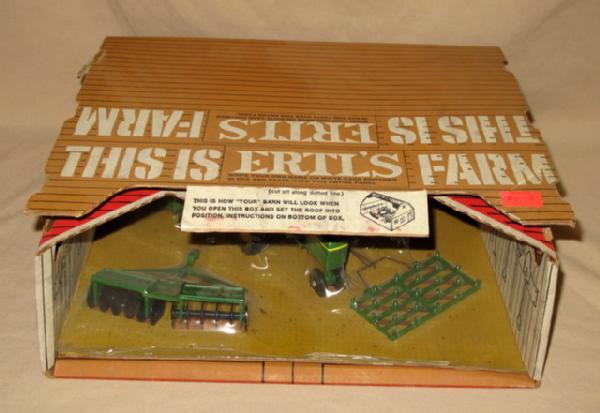 THIS IS ERTL'S FARM
THIS IS ERTL'S FARM
(cut off along dotted line)
THIS IS HOW "YOUR" BARN WILL LOOK WHEN
YOU OPEN THIS BOX AND SET THE ROOF INTO
POSITION, INSTRUCTIONS ON BOTTOM OF BOX.